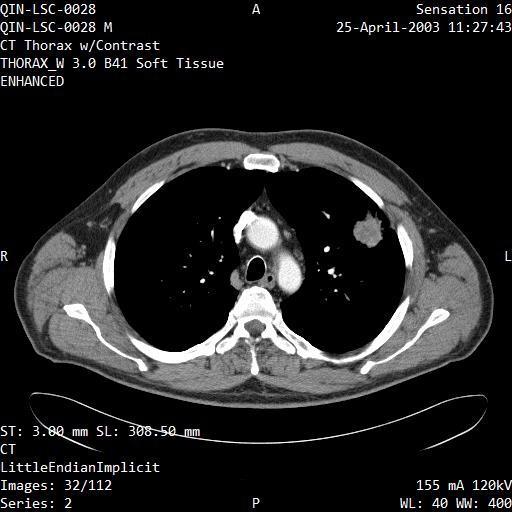 QIN-LSC-0028
A
Sensation 16
QIN-LSC-0028 M
25-April-2003 11:27:43
CT Thorax w/Contrast
THORAX_W 3.0 B41 Soft Tissue
ENHANCED
R
L
ST: 3.00 mm SL: 308.50 mm
CT
LittleEndianImplicit
Images: 32/112
155 mA 120kV
Series: 2
P
WL: 40 WW: 400